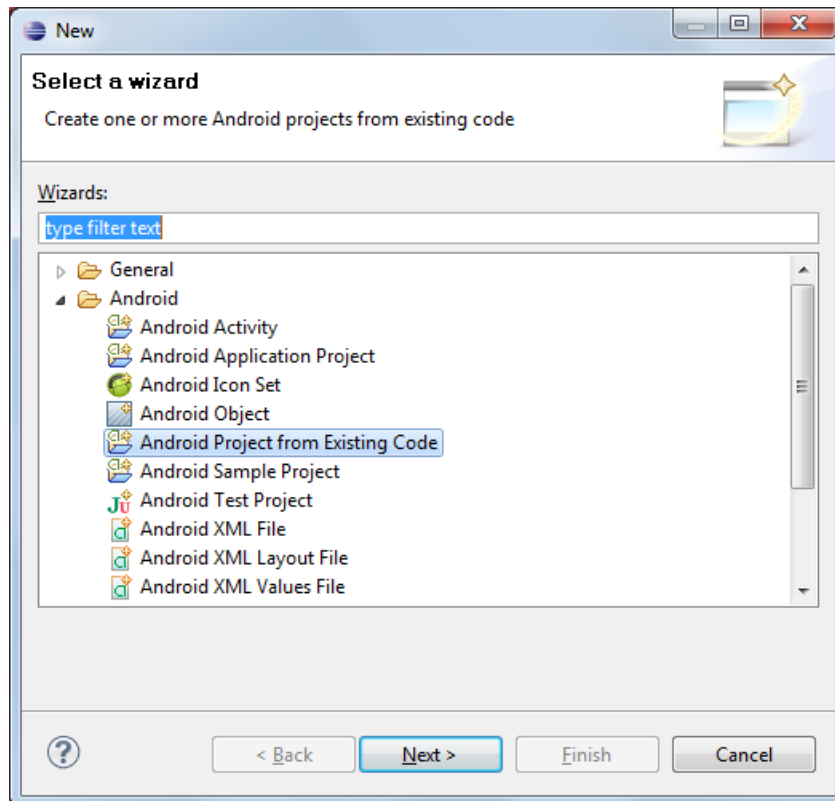 New
Select a wizard
Create one or more Android projects from existing code
Wizards:
type filter text
General
Android
Android Activity
Android Application Project
Android Icon Set
Android Object
Android Project from Existing Code
Android Sample Project
Android Test Project
Android XML File
Android XML Layout File
Android XML Values File
? < Back Next > Finish Cancel